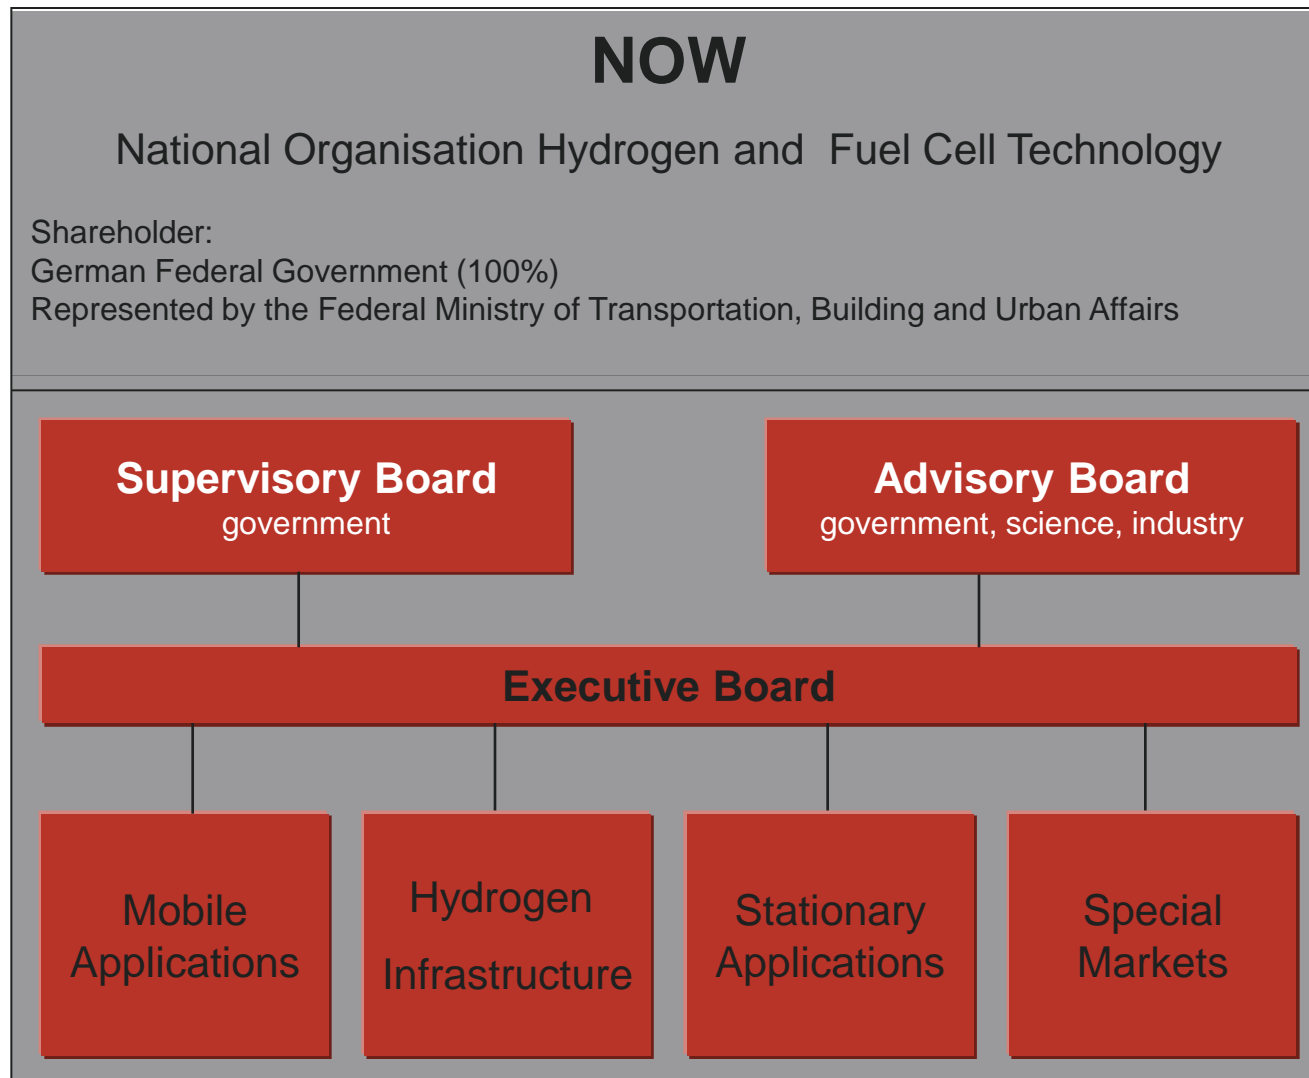 NOW
National Organisation Hydrogen and Fuel Cell Technology
Shareholder:
German Federal Government (100%)
Represented by the Federal Ministry of Transportation, Building and Urban Affairs
Supervisory Board
government
Advisory Board
government, science, industry
Executive Board
Mobile
Applications
Hydrogen
Infrastructure
Stationary
Applications
Special
Markets